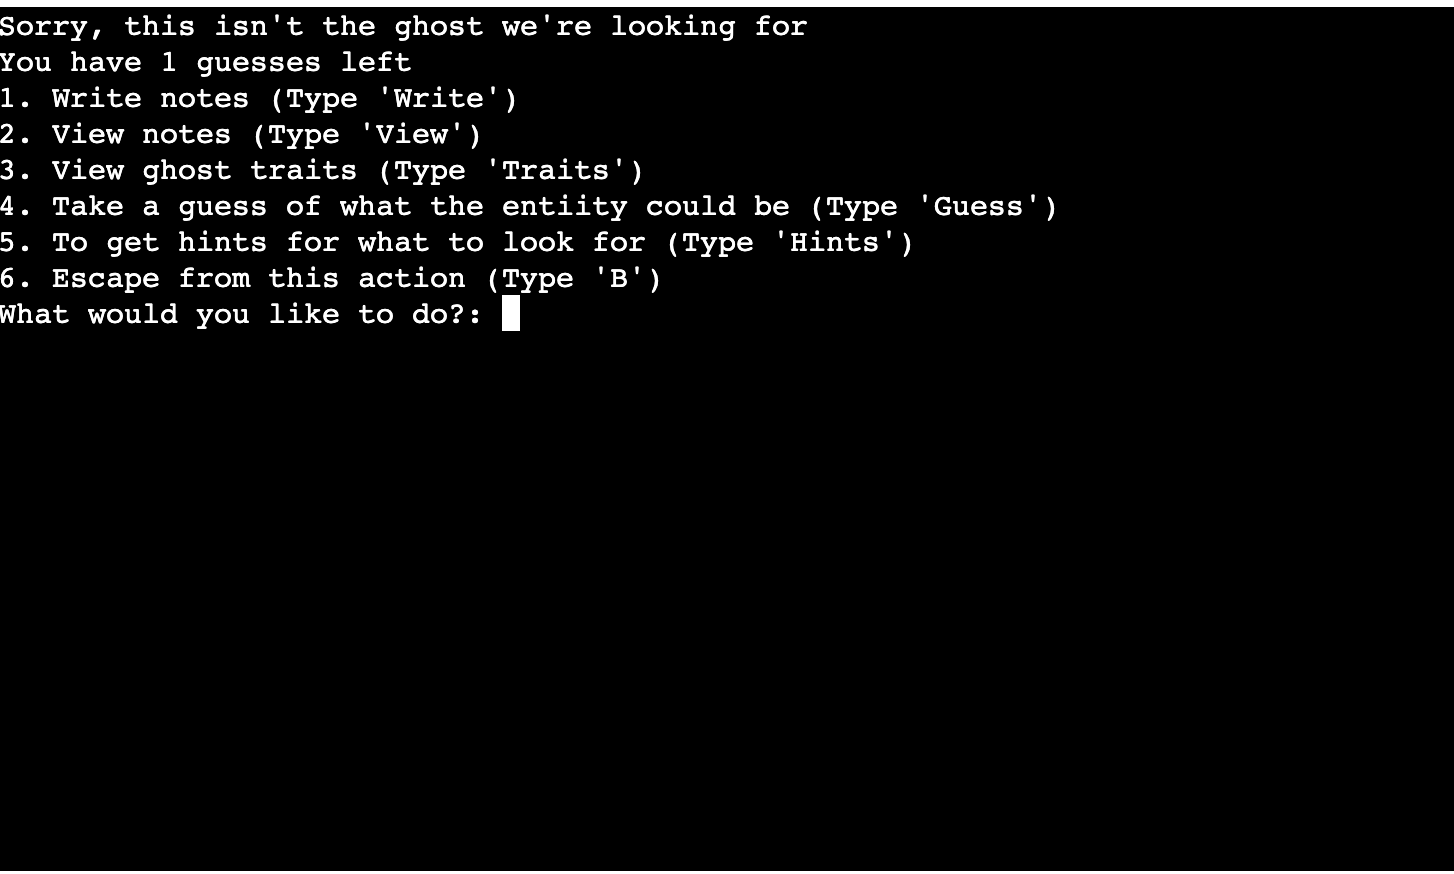 Sorry, this isn't the ghost we're looking for
You have 1 guesses left
1. Write notes (Type 'Write')
2. View notes (Type 'View')
3. View ghost traits (Type 'Traits')
4. Take a guess of what the entiity could be (Type 'Guess')
5. To get hints for what to look for (Type 'Hints')
6. Escape from this action (Type 'B')
What would you like to do?: